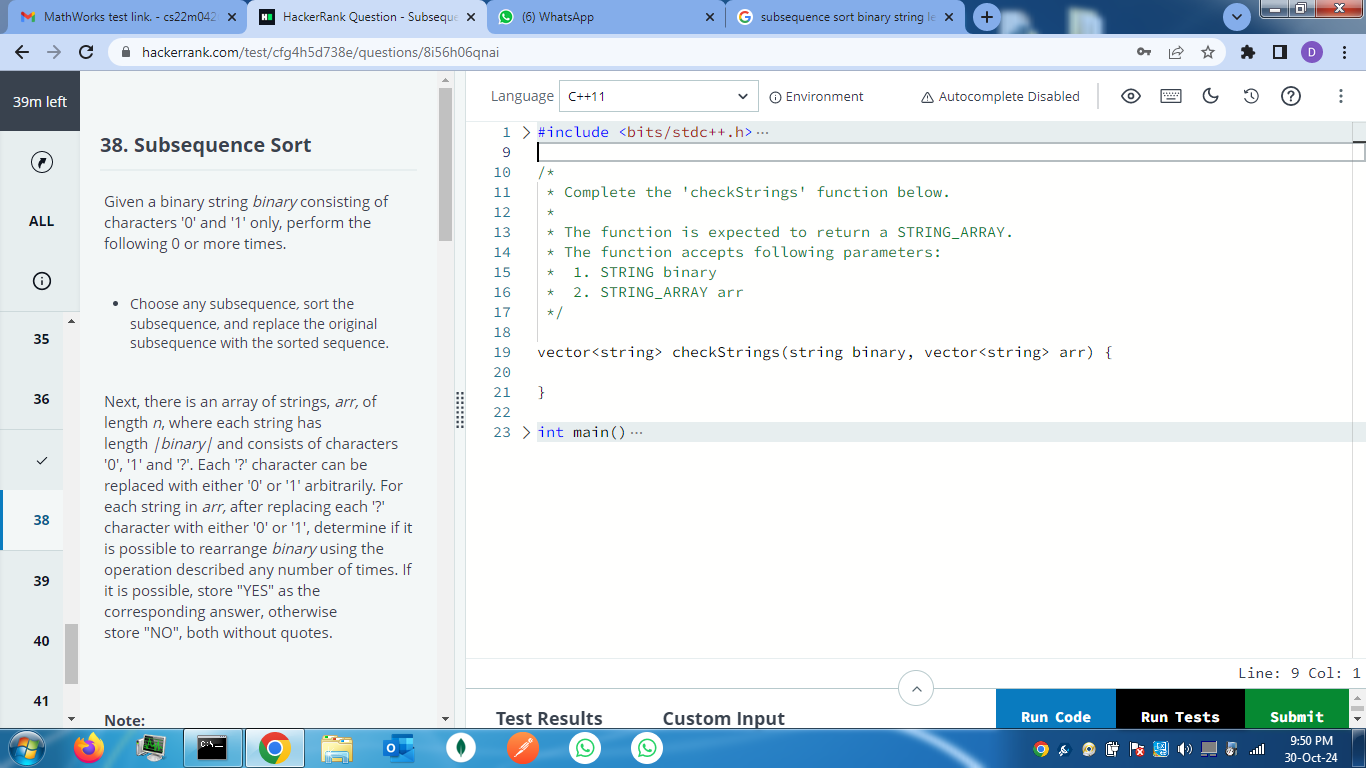 MathWorks test link. - cs22m042
HackerRank Question - Subseque
(6) WhatsApp
subsequence sort binary string le
hackerrank.com/test/cfg4h5d738e/questions/8i56h06qnai
D
39m left
ALL
35
36
38
39
40
41
38. Subsequence Sort
Given a binary string binary consisting of
characters '0' and '1' only, perform the
following 0 or more times.
• Choose any subsequence, sort the
subsequence, and replace the original
subsequence with the sorted sequence.
Next, there is an array of strings, arr, of
length n, where each string has
length |binary| and consists of characters
'0', '1' and '?'. Each '?' character can be
replaced with either '0' or '1' arbitrarily. For
each string in arr, after replacing each '?'
character with either '0' or '1', determine if it
is possible to rearrange binary using the
operation described any number of times. If
it is possible, store "YES" as the
corresponding answer, otherwise
store "NO", both without quotes.
Note:
Language C++11 Environment Autocomplete Disabled
1 #include <bits/stdc++.h> ...
9
10 /*
11 * Complete the 'checkStrings' function below.
12 *
13 * The function is expected to return a STRING_ARRAY.
14 * The function accepts following parameters:
15 * 1. STRING binary
16 * 2. STRING_ARRAY arr
17 */
18
19 vector<string> checkStrings(string binary, vector<string> arr) {
20
21 }
22
23 int main() ...
Line: 9 Col: 1
Test Results Custom Input Run Code Run Tests Submit
9:50 PM
30-Oct-24